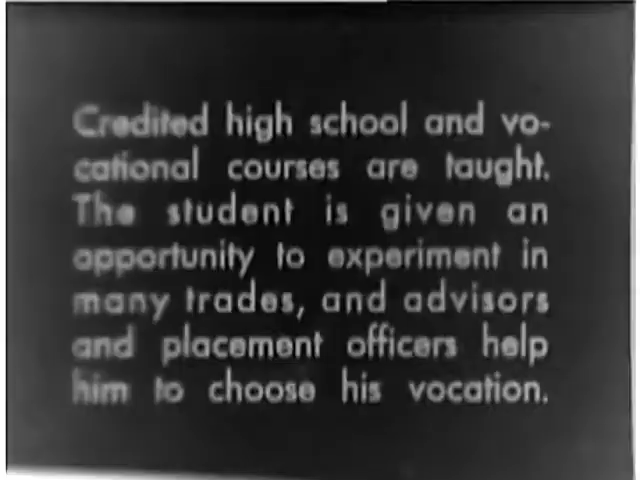 Credited high school and vo-
cational courses are taught.
The student is given an
opportunity to experiment in
many trades, and advisors
and placement officers help
him to choose his vocation.